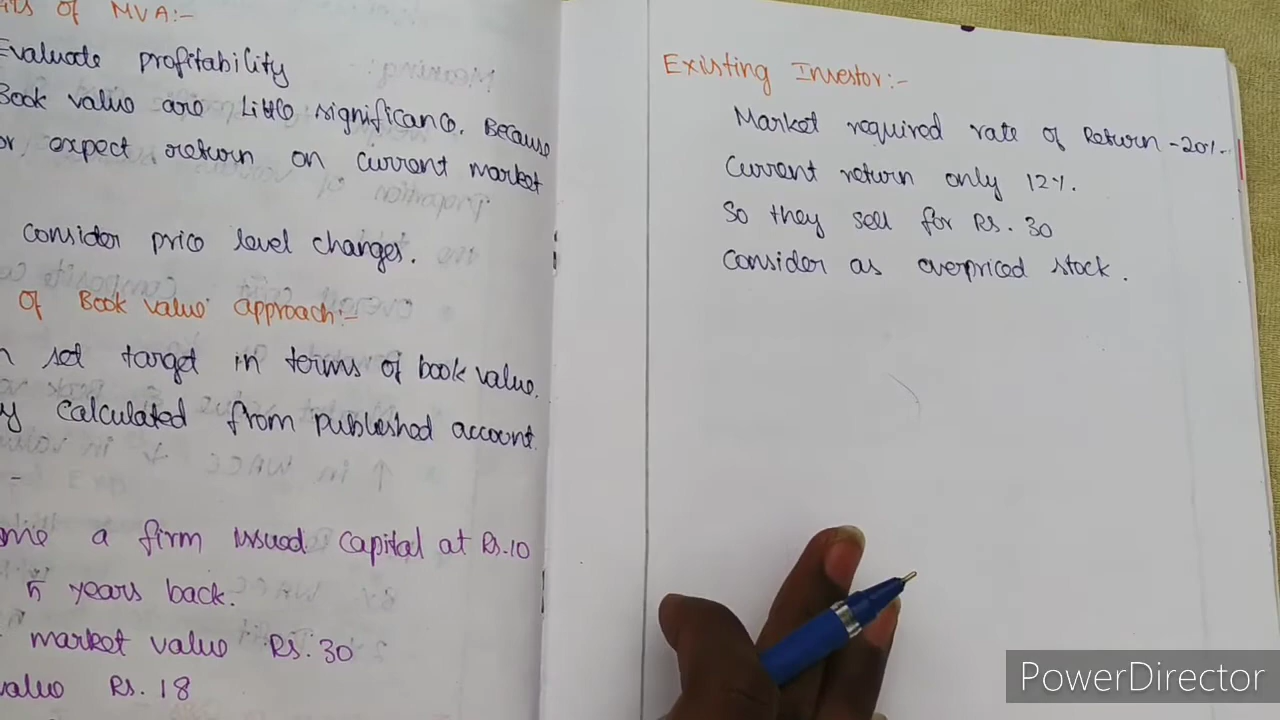 of MVA:-
Evaluate profitability
Book value are little significance. Because
or expect return on current market
consider price level changes.
Of Book value approach:-
set target in terms of book value.
y calculated from published account.
me a firm issued capital at Rs.10
5 years back.
market value Rs. 30
value Rs. 18
Existing Investor:-
Market required rate of Return - 20%.
Current return only 12%.
So they sell for Rs. 30
Consider as overpriced stock.
PowerDirector